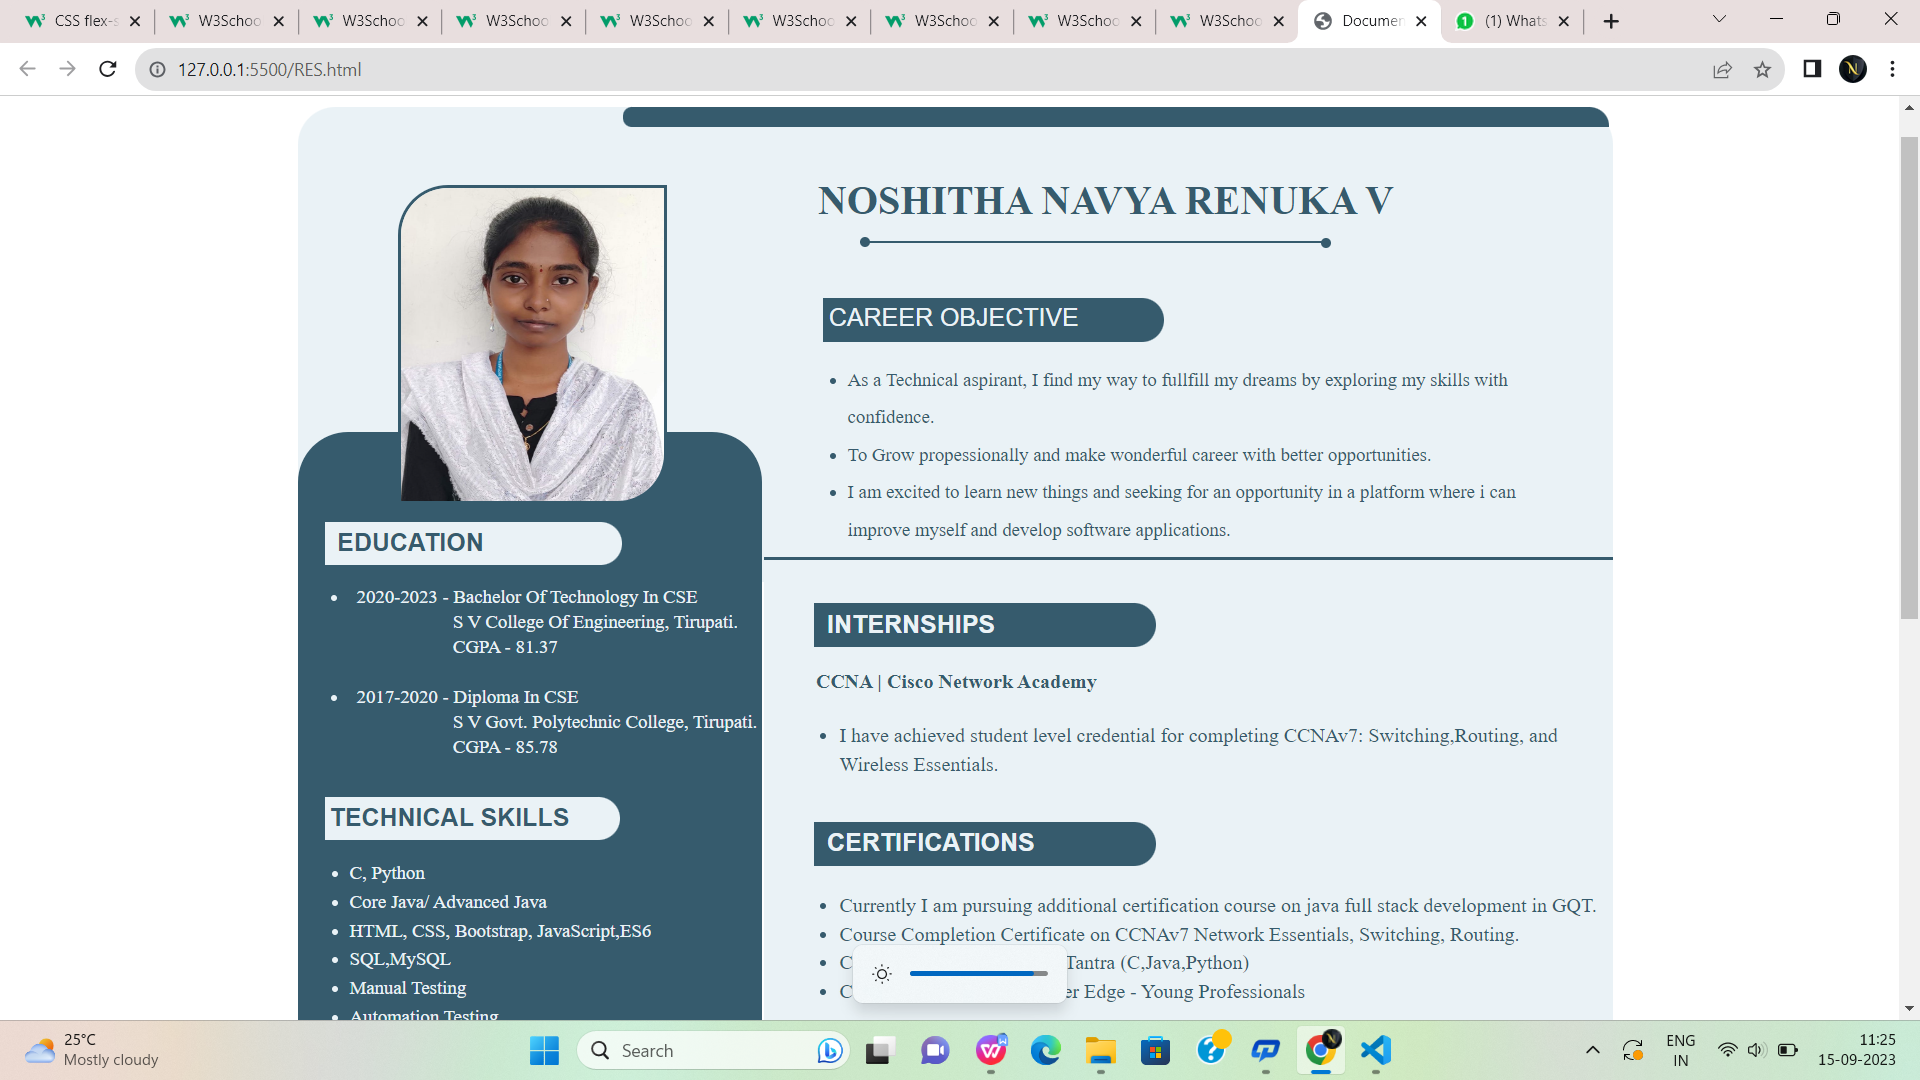 CSS flex-s
W3Schoo
W3Schoo
W3Schoo
W3Schoo
W3Schoo
W3Schoo
W3Schoo
W3Schoo
Documen
(1) Whats
127.0.0.1:5500/RES.html
NOSHITHA NAVYA RENUKA V
CAREER OBJECTIVE
As a Technical aspirant, I find my way to fullfill my dreams by exploring my skills with
confidence.
To Grow propessionally and make wonderful career with better opportunities.
I am excited to learn new things and seeking for an opportunity in a platform where i can
improve myself and develop software applications.
EDUCATION
2020-2023 - Bachelor Of Technology In CSE
S V College Of Engineering, Tirupati.
CGPA - 81.37
2017-2020 - Diploma In CSE
S V Govt. Polytechnic College, Tirupati.
CGPA - 85.78
TECHNICAL SKILLS
C, Python
Core Java/ Advanced Java
HTML, CSS, Bootstrap, JavaScript,ES6
SQL,MySQL
Manual Testing
Automation Testing
INTERNSHIPS
CCNA | Cisco Network Academy
I have achieved student level credential for completing CCNAv7: Switching,Routing, and
Wireless Essentials.
CERTIFICATIONS
Currently I am pursuing additional certification course on java full stack development in GQT.
Course Completion Certificate on CCNAv7 Network Essentials, Switching, Routing.
C Tantra (C,Java,Python)
C er Edge - Young Professionals
25°C
Mostly cloudy
Search
ENG
IN
11:25
15-09-2023